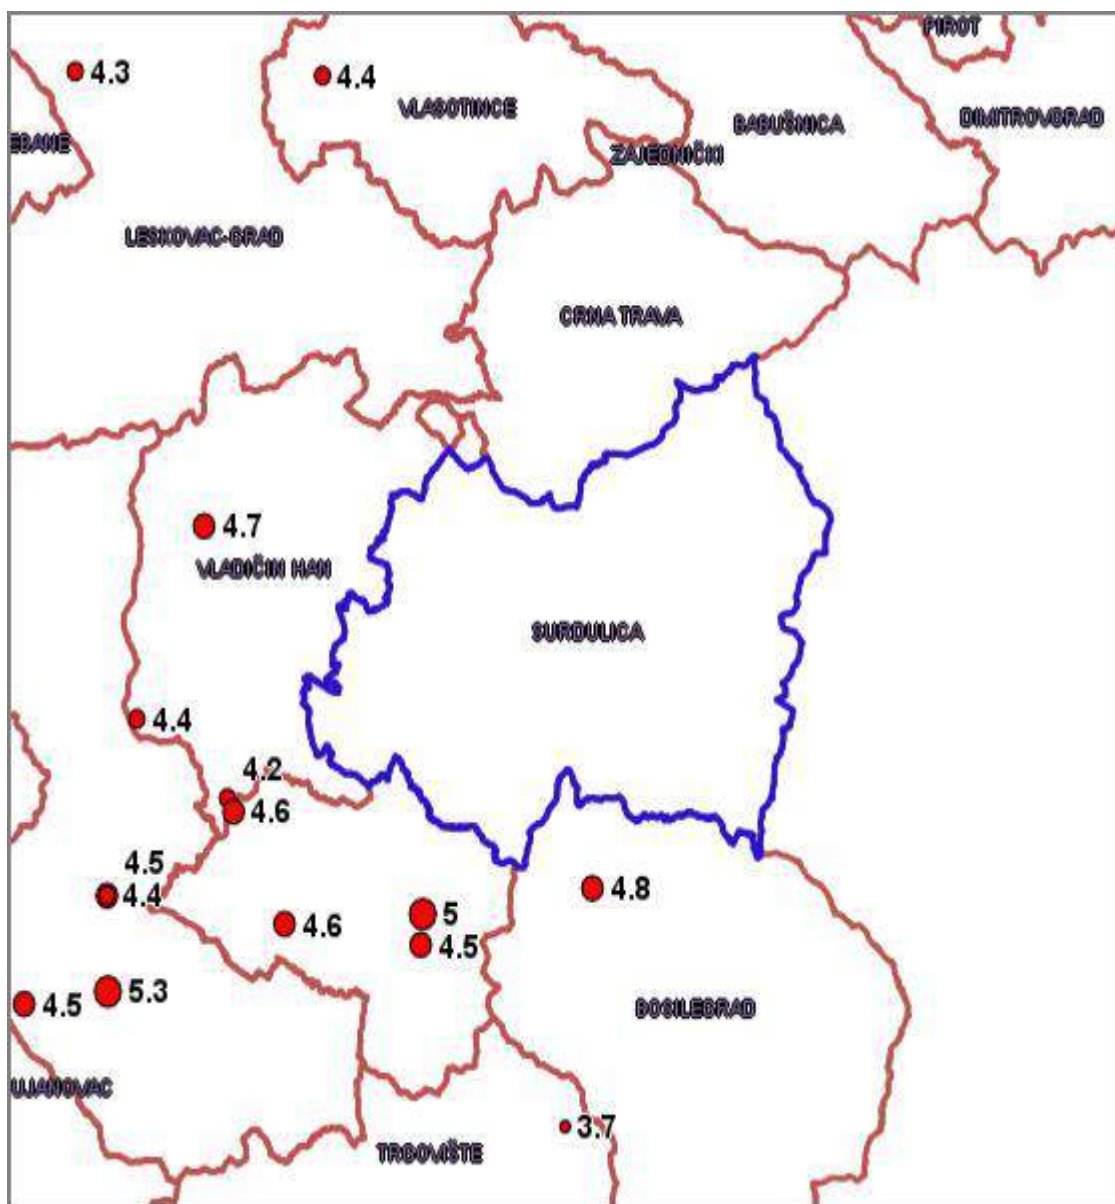 PIROT
4.3
4.4
VLASOTINCE
BABUŠNICA
DIMITROVGRAD
EBANE
ZAJEDNIČKI
LESKOVAC-GRAD
CRNA TRAVA
4.7
VLADIČIN HAN
SURDULICA
4.4
4.2
4.6
4.5
4.4
4.8
5
4.6
4.5
5.3
4.5
BOSILEGRAD
UJANOVAC
3.7
TRGOVIŠTE